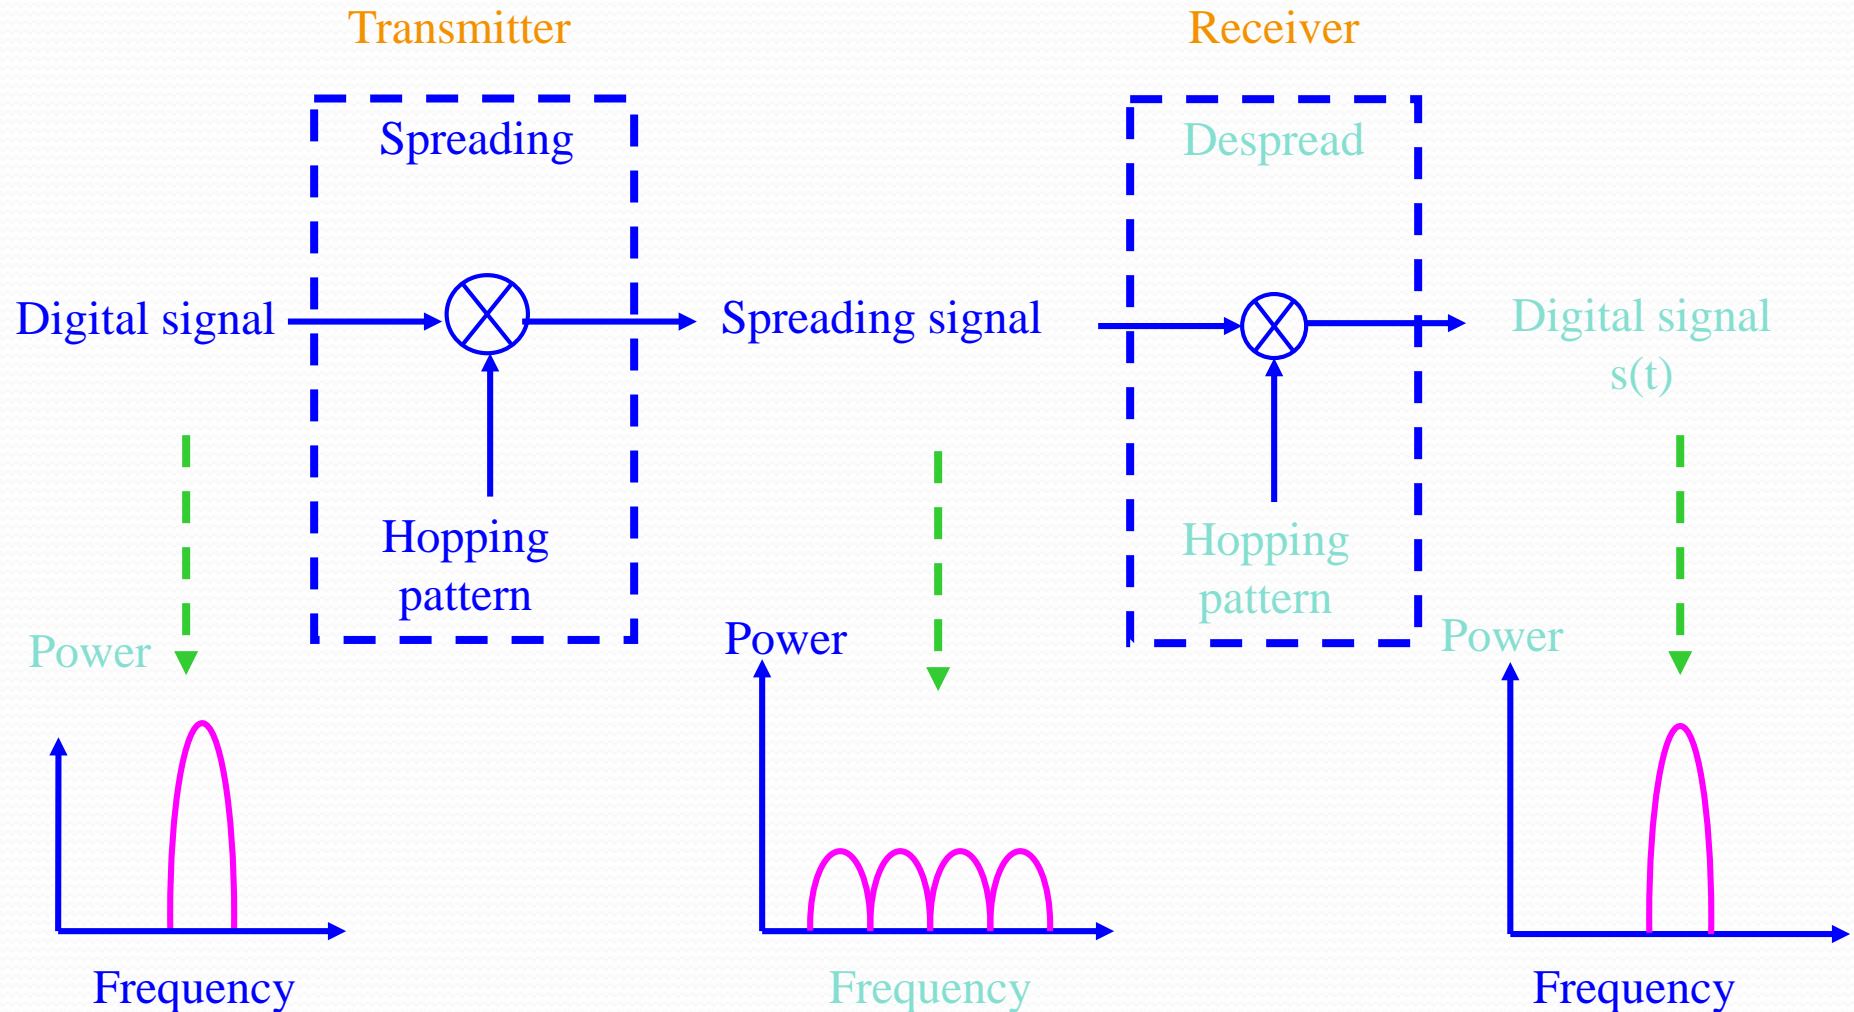 Transmitter
Receiver
Spreading
Despread
Digital signal
Spreading signal
Digital signal
s(t)
Hopping
pattern
Hopping
pattern
Power
Power
Power
Frequency
Frequency
Frequency